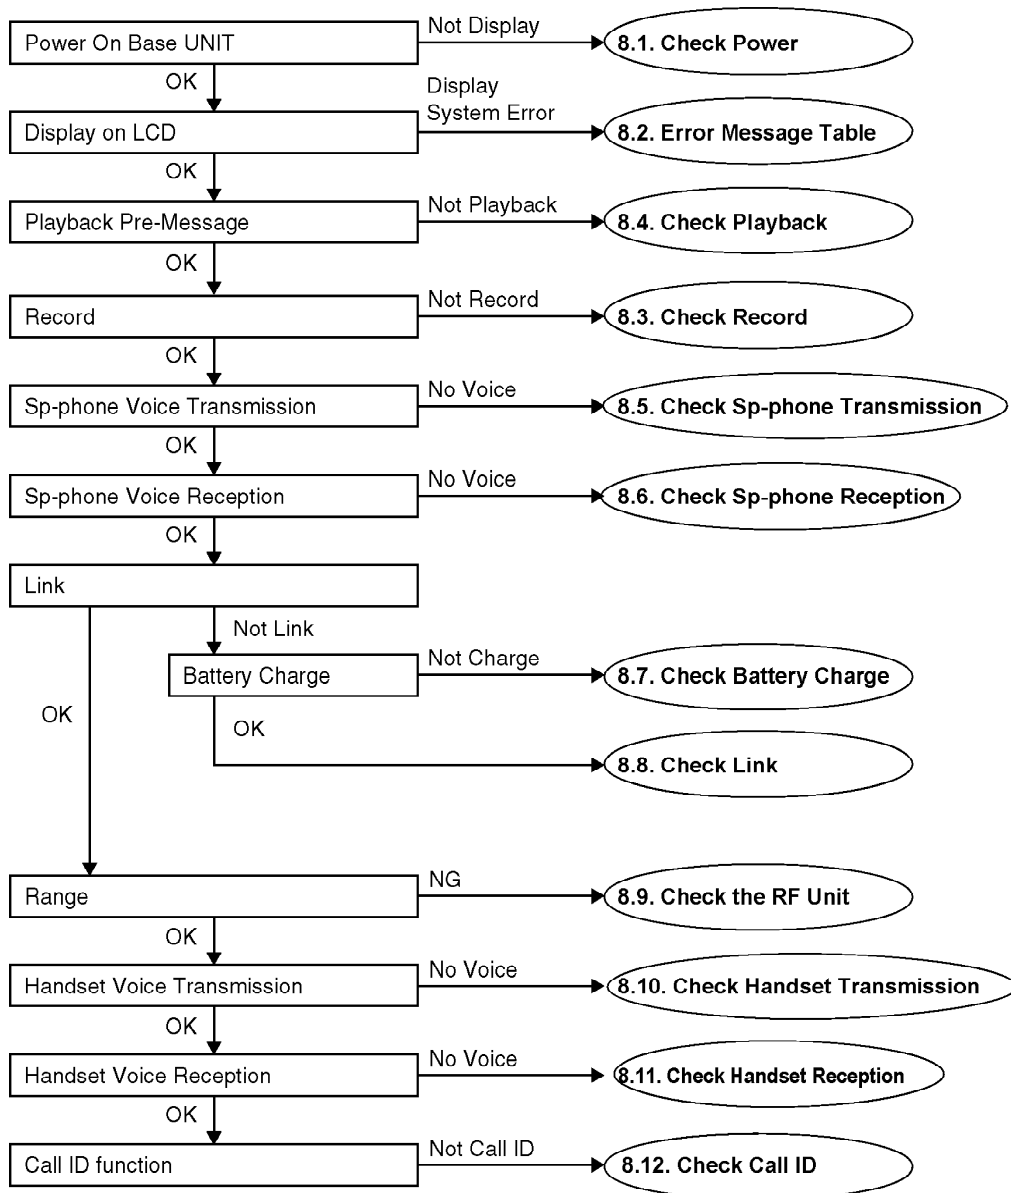 Power On Base UNIT
Not Display
8.1. Check Power
OK
Display on LCD
Display
System Error
8.2. Error Message Table
OK
Playback Pre-Message
Not Playback
8.4. Check Playback
OK
Record
Not Record
8.3. Check Record
OK
Sp-phone Voice Transmission
No Voice
8.5. Check Sp-phone Transmission
OK
Sp-phone Voice Reception
No Voice
8.6. Check Sp-phone Reception
OK
Link
Not Link
Battery Charge
Not Charge
8.7. Check Battery Charge
OK
OK
8.8. Check Link
Range
NG
8.9. Check the RF Unit
OK
Handset Voice Transmission
No Voice
8.10. Check Handset Transmission
OK
Handset Voice Reception
No Voice
8.11. Check Handset Reception
OK
Call ID function
Not Call ID
8.12. Check Call ID